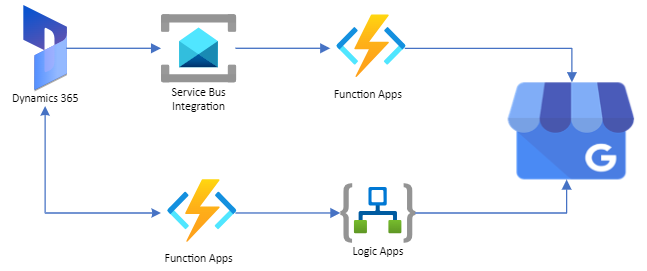 Dynamics 365
Service Bus
Integration
Function Apps
G
Function Apps
Logic Apps